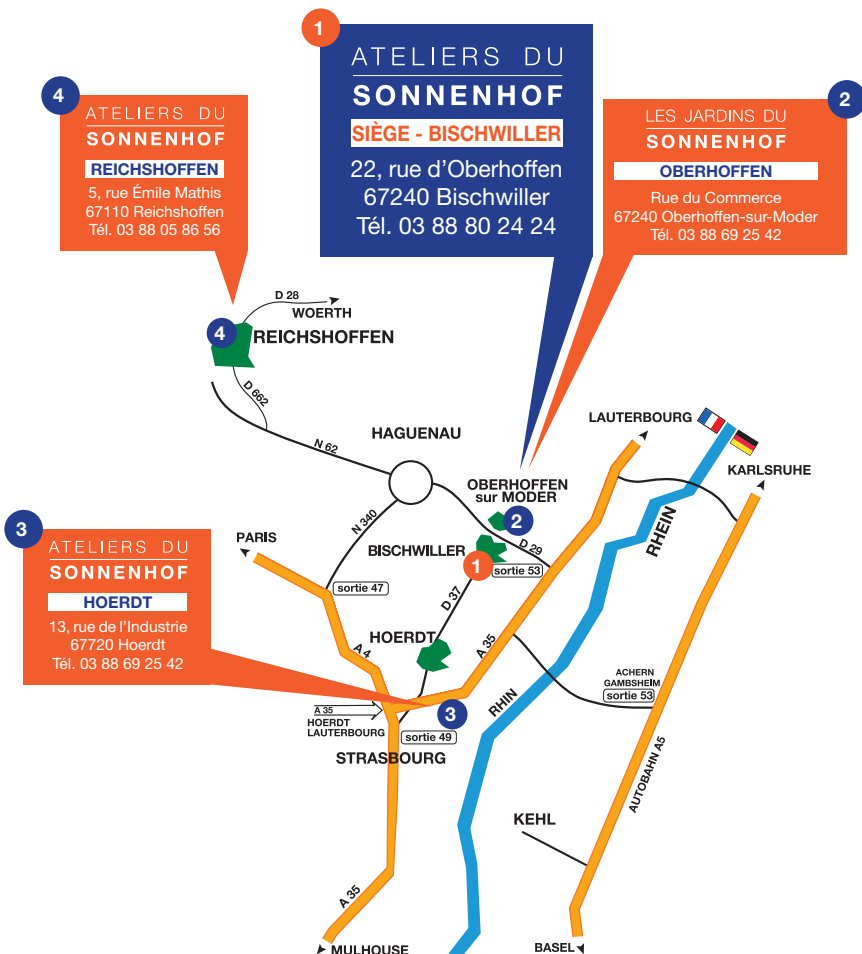 1
ATELIERS DU
SONNENHOF
SIÈGE - BISCHWILLER
22, rue d'Oberhoffen
67240 Bischwiller
Tél. 03 88 80 24 24
4
ATELIERS DU
SONNENHOF
REICHSHOFFEN
5, rue Émile Mathis
67110 Reichshoffen
Tél. 03 88 05 86 56
2
LES JARDINS DU
SONNENHOF
OBERHOFFEN
Rue du Commerce
67240 Oberhoffen-sur-Moder
Tél. 03 88 69 25 42
D 28
WOERTH
4
REICHSHOFFEN
D 662
N 62
HAGUENAU
LAUTERBOURG
KARLSRUHE
OBERHOFFEN
sur MODER
2
RHEIN
N 340
D 29
BISCHWILLER
1
sortie 53
3
ATELIERS DU
SONNENHOF
HOERDT
13, rue de l'Industrie
67720 Hoerdt
Tél. 03 88 69 25 42
PARIS
sortie 47
D 37
HOERDT
A 4
A 35
ACHERN
GAMBSHEIM
sortie 53
RHIN
A 35
HOERDT
LAUTERBOURG
3
sortie 49
STRASBOURG
AUTOBAHN A5
KEHL
A 35
MULHOUSE
BASEL